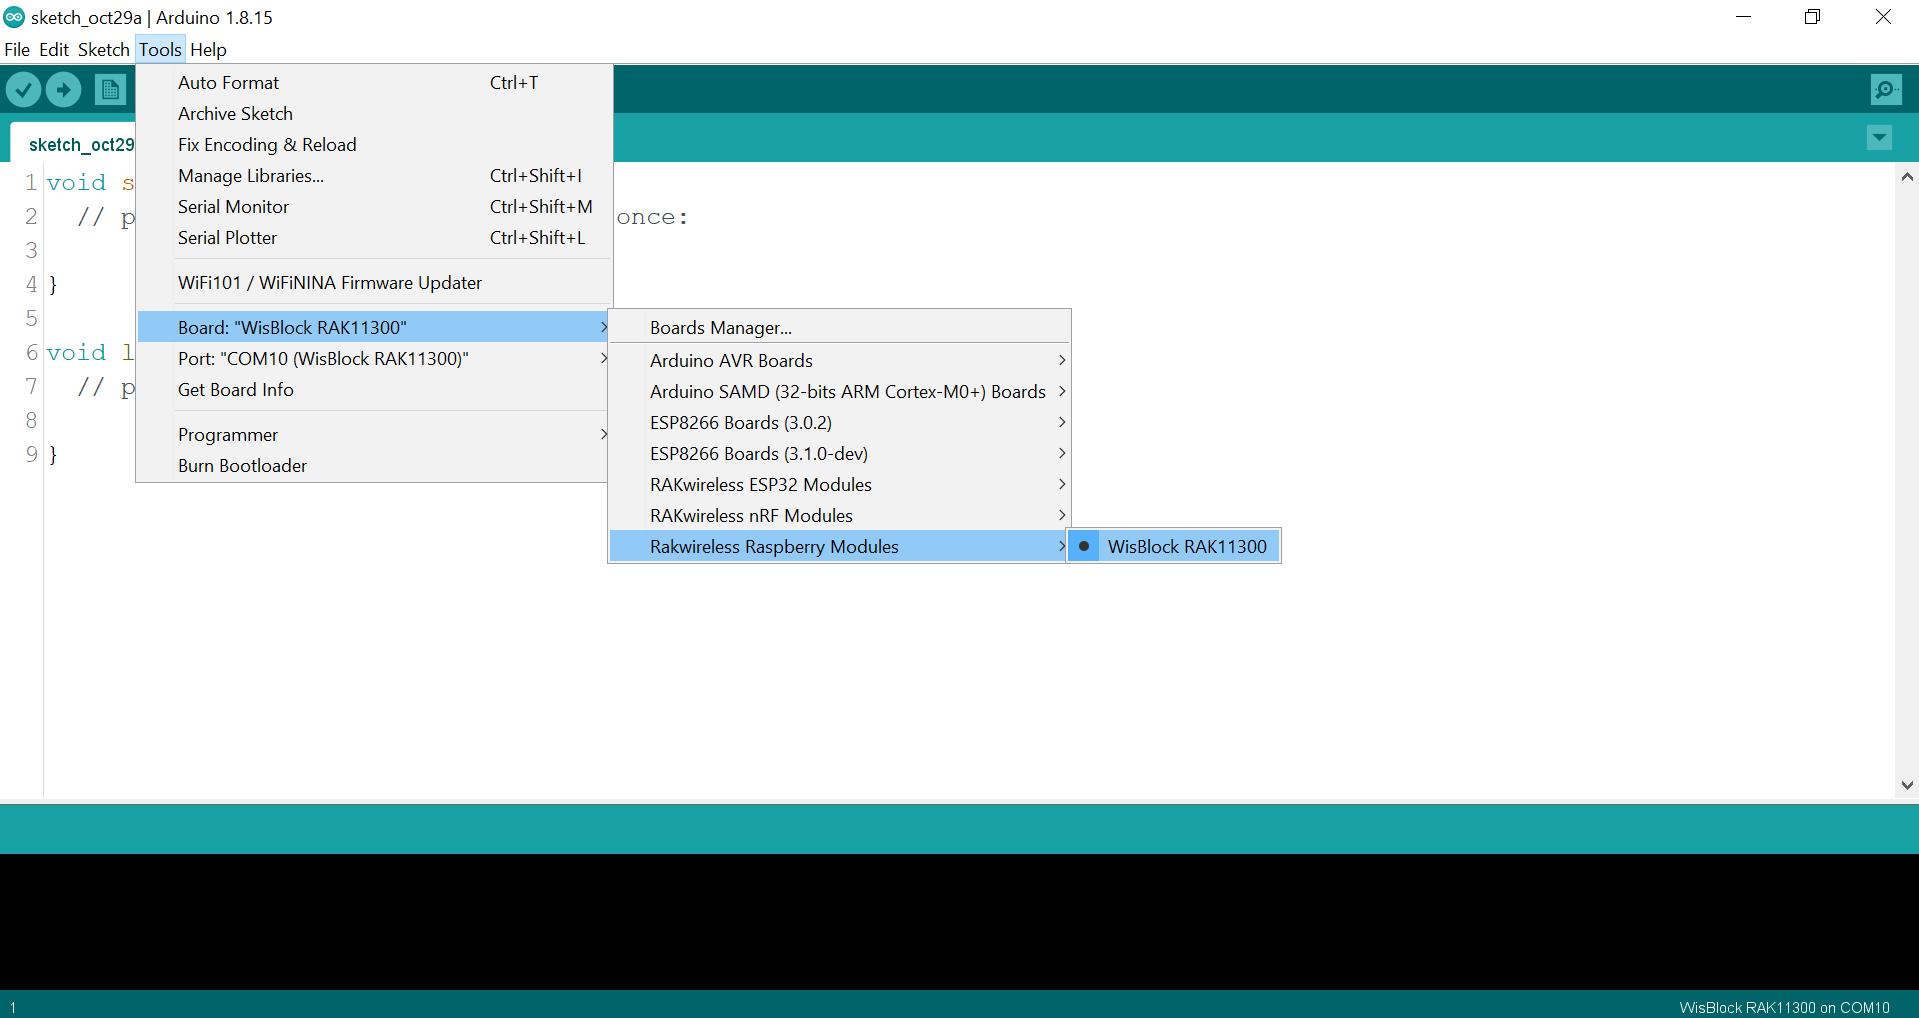 sketch_oct29a | Arduino 1.8.15
File Edit Sketch Tools Help
sketch_oct29
1 void s
2 // p
once:
3
4 }
5
6 void l
7 // p
8
9 }
Auto Format Ctrl+T
Archive Sketch
Fix Encoding & Reload
Manage Libraries... Ctrl+Shift+I
Serial Monitor Ctrl+Shift+M
Serial Plotter Ctrl+Shift+L
WiFi101 / WiFiNINA Firmware Updater
Board: "WisBlock RAK11300"
Port: "COM10 (WisBlock RAK11300)"
Get Board Info
Programmer
Burn Bootloader
Boards Manager...
Arduino AVR Boards
Arduino SAMD (32-bits ARM Cortex-M0+) Boards
ESP8266 Boards (3.0.2)
ESP8266 Boards (3.1.0-dev)
RAKwireless ESP32 Modules
RAKwireless nRF Modules
Rakwireless Raspberry Modules
WisBlock RAK11300
1
WisBlock RAK11300 on COM10